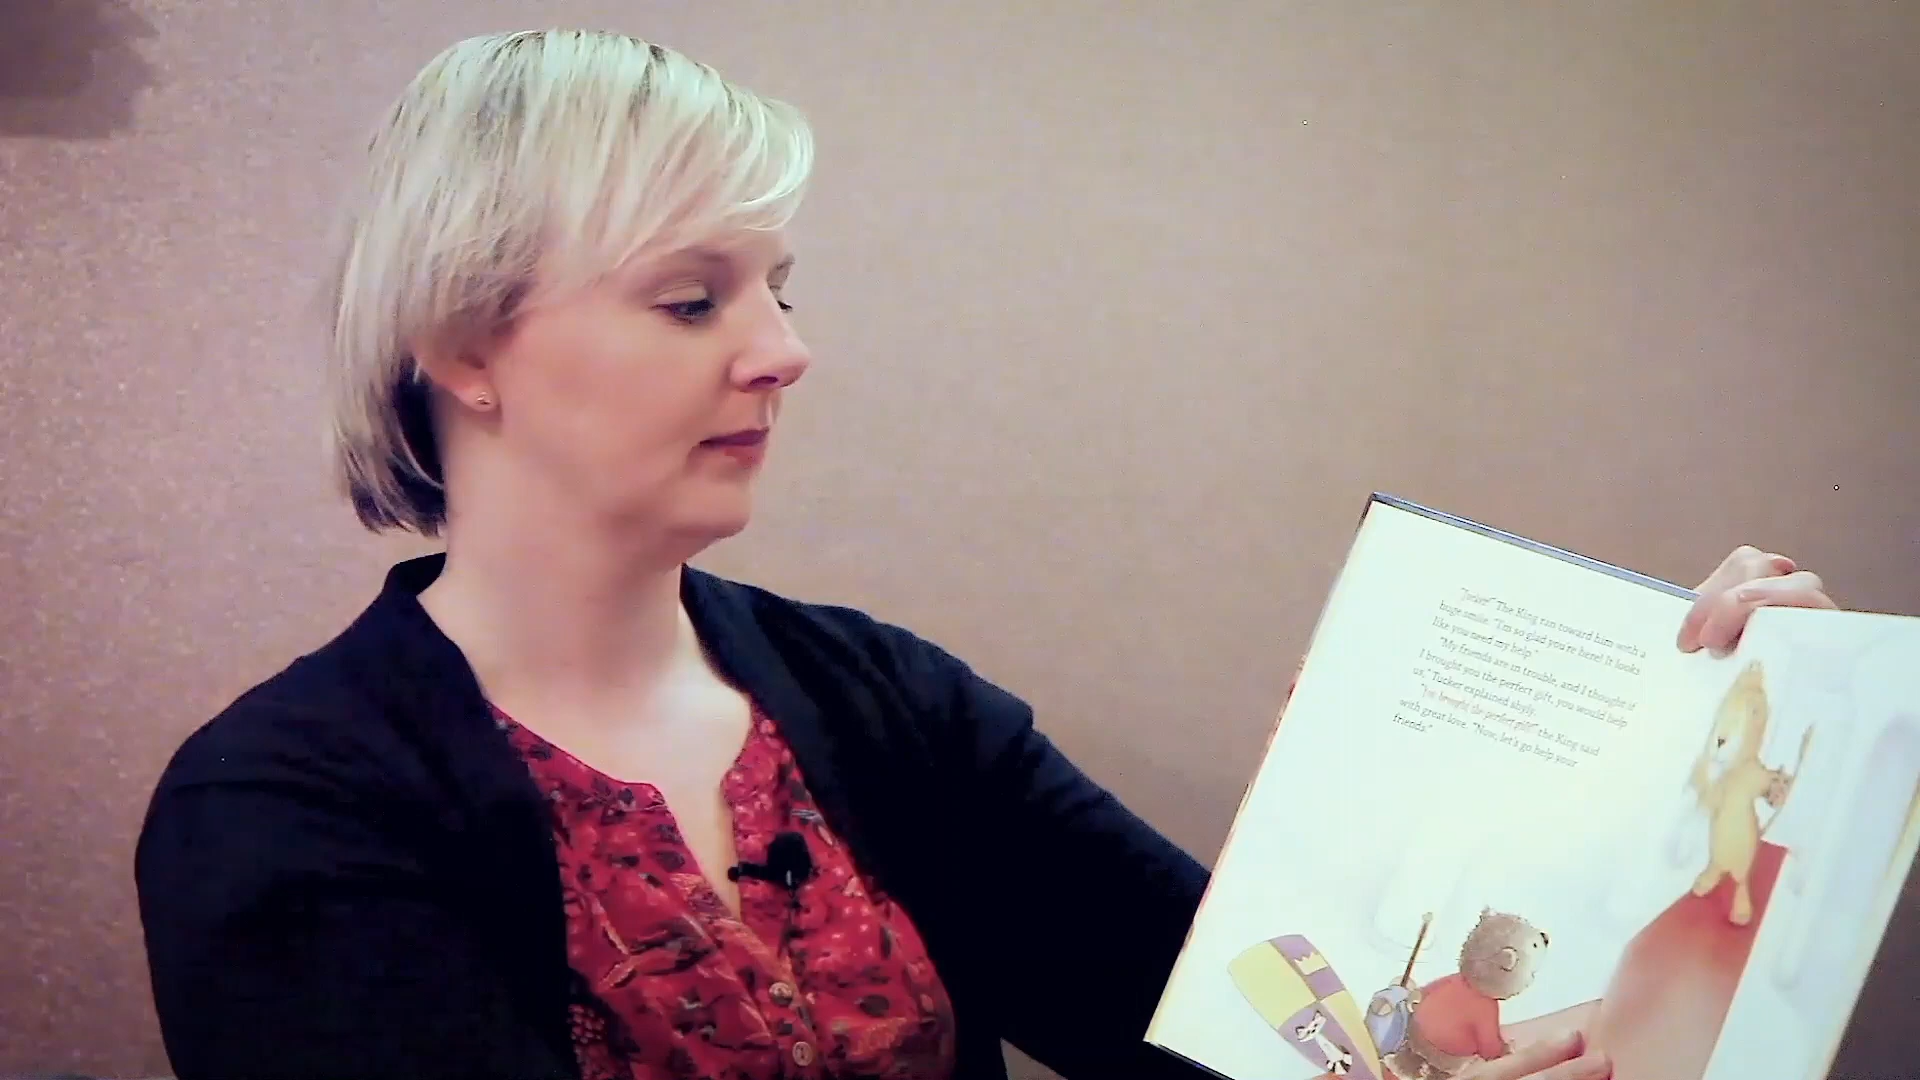 "Tucker!" The King ran toward him with a
huge smile. "I'm so glad you're here! It looks
like you need my help."
"My friends are in trouble, and I thought if
I brought you the perfect gift, you would help
us," Tucker explained shyly.
brought the perfect gift," the King said
with great love. "Now, let's go help your
friends."